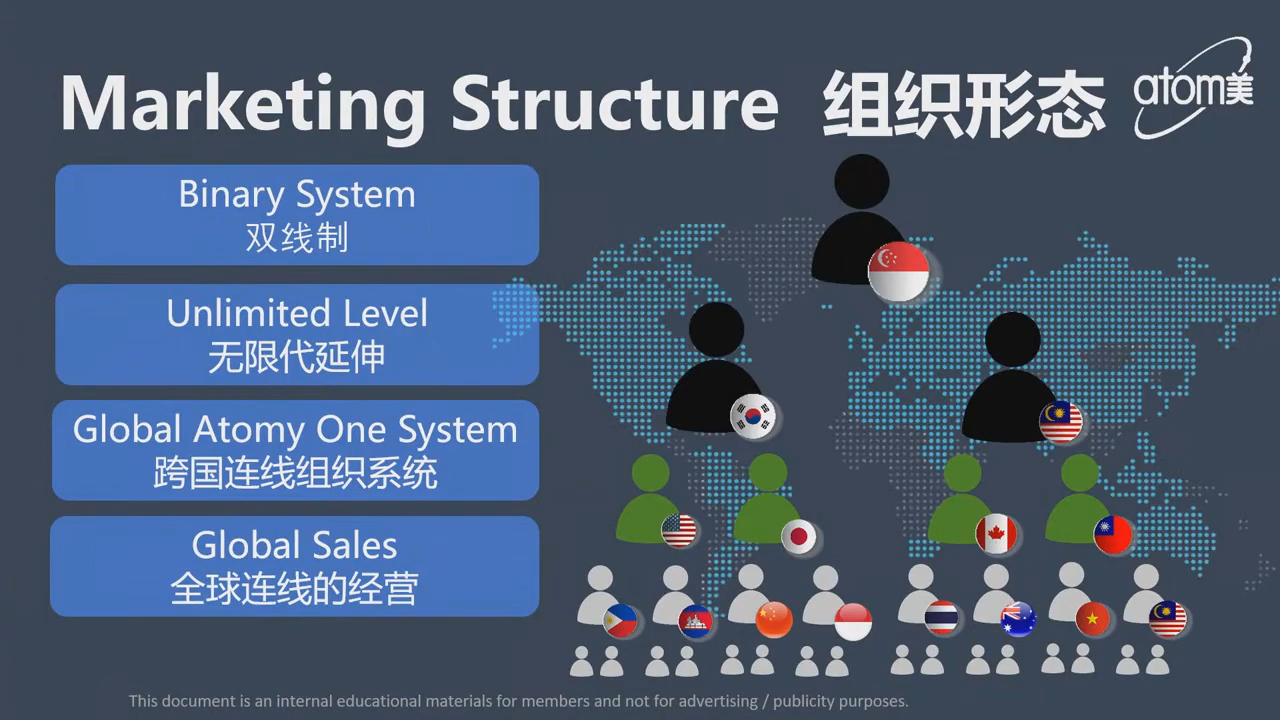 Marketing Structure 组织形态
atom美
Binary System
双线制
Unlimited Level
无限代延伸
Global Atomy One System
跨国连线组织系统
Global Sales
全球连线的经营
This document is an internal educational materials for members and not for advertising / publicity purposes.